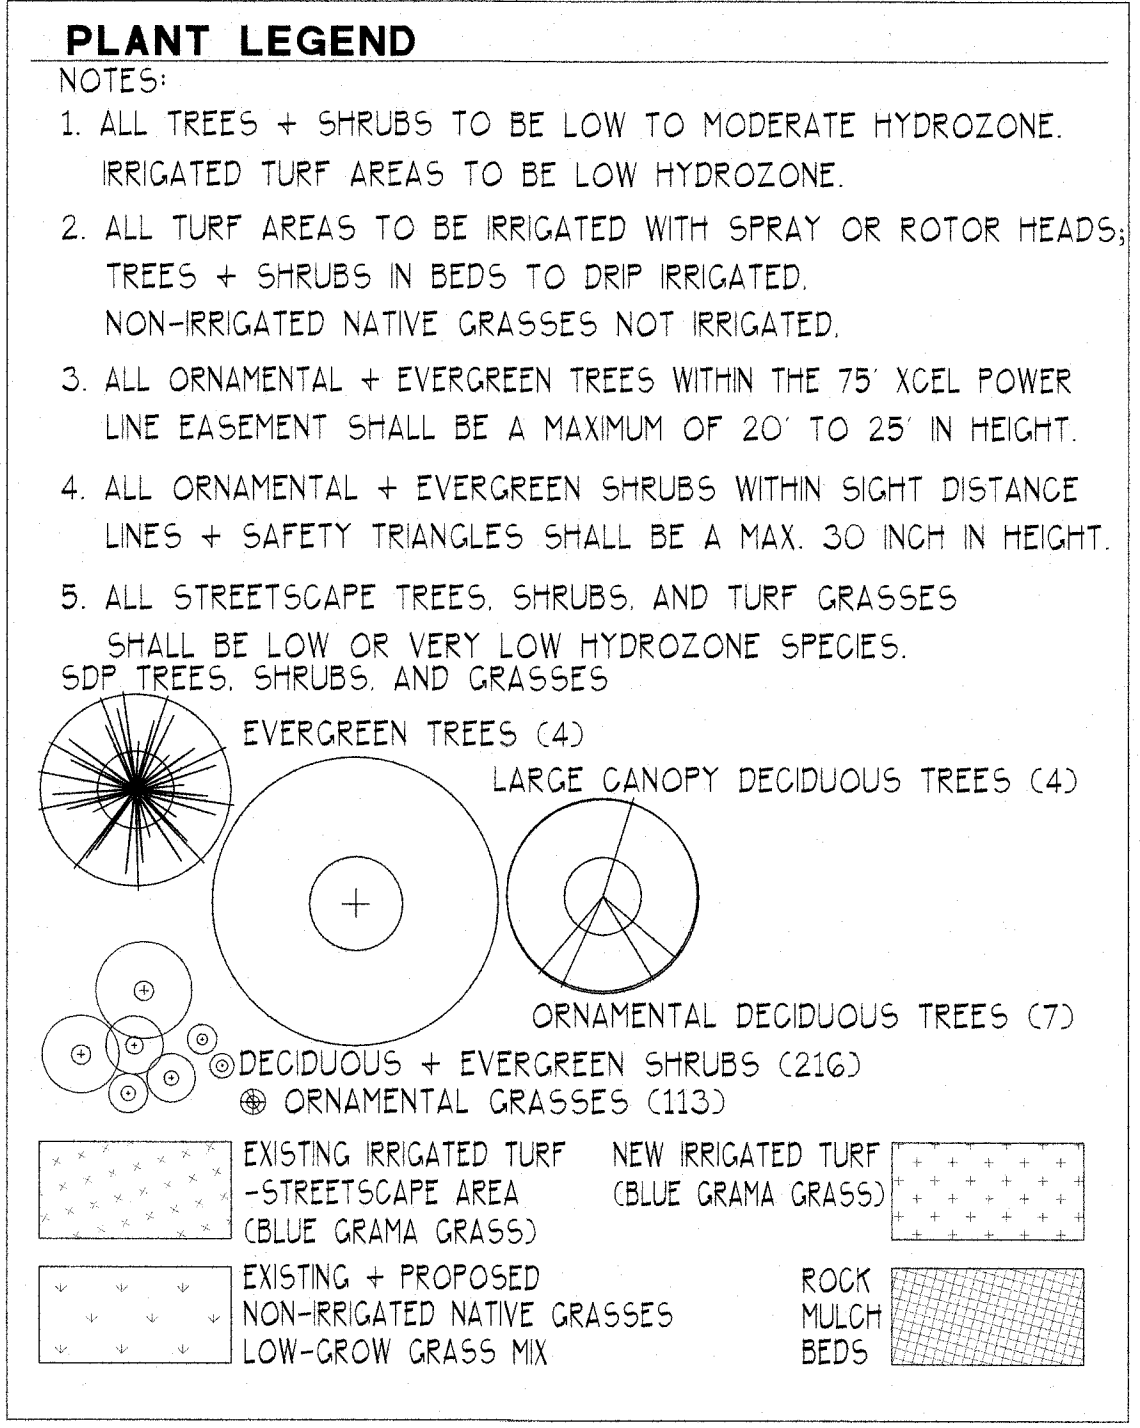 PLANT LEGEND
NOTES:
1. ALL TREES + SHRUBS TO BE LOW TO MODERATE HYDROZONE.
IRRIGATED TURF AREAS TO BE LOW HYDROZONE.
2. ALL TURF AREAS TO BE IRRIGATED WITH SPRAY OR ROTOR HEADS;
TREES + SHRUBS IN BEDS TO DRIP IRRIGATED.
NON-IRRIGATED NATIVE GRASSES NOT IRRIGATED.
3. ALL ORNAMENTAL + EVERGREEN TREES WITHIN THE 75' XCEL POWER
LINE EASEMENT SHALL BE A MAXIMUM OF 20' TO 25' IN HEIGHT.
4. ALL ORNAMENTAL + EVERGREEN SHRUBS WITHIN SIGHT DISTANCE
LINES + SAFETY TRIANGLES SHALL BE A MAX. 30 INCH IN HEIGHT.
5. ALL STREETSCAPE TREES, SHRUBS, AND TURF GRASSES
SHALL BE LOW OR VERY LOW HYDROZONE SPECIES.
SDP TREES, SHRUBS, AND GRASSES
EVERGREEN TREES (4)
LARGE CANOPY DECIDUOUS TREES (4)
ORNAMENTAL DECIDUOUS TREES (7)
DECIDUOUS + EVERGREEN SHRUBS (216)
ORNAMENTAL GRASSES (113)
EXISTING IRRIGATED TURF
-STREETSCAPE AREA
(BLUE GRAMA GRASS)
NEW IRRIGATED TURF
(BLUE GRAMA GRASS)
EXISTING + PROPOSED
NON-IRRIGATED NATIVE GRASSES
LOW-GROW GRASS MIX
ROCK
MULCH
BEDS